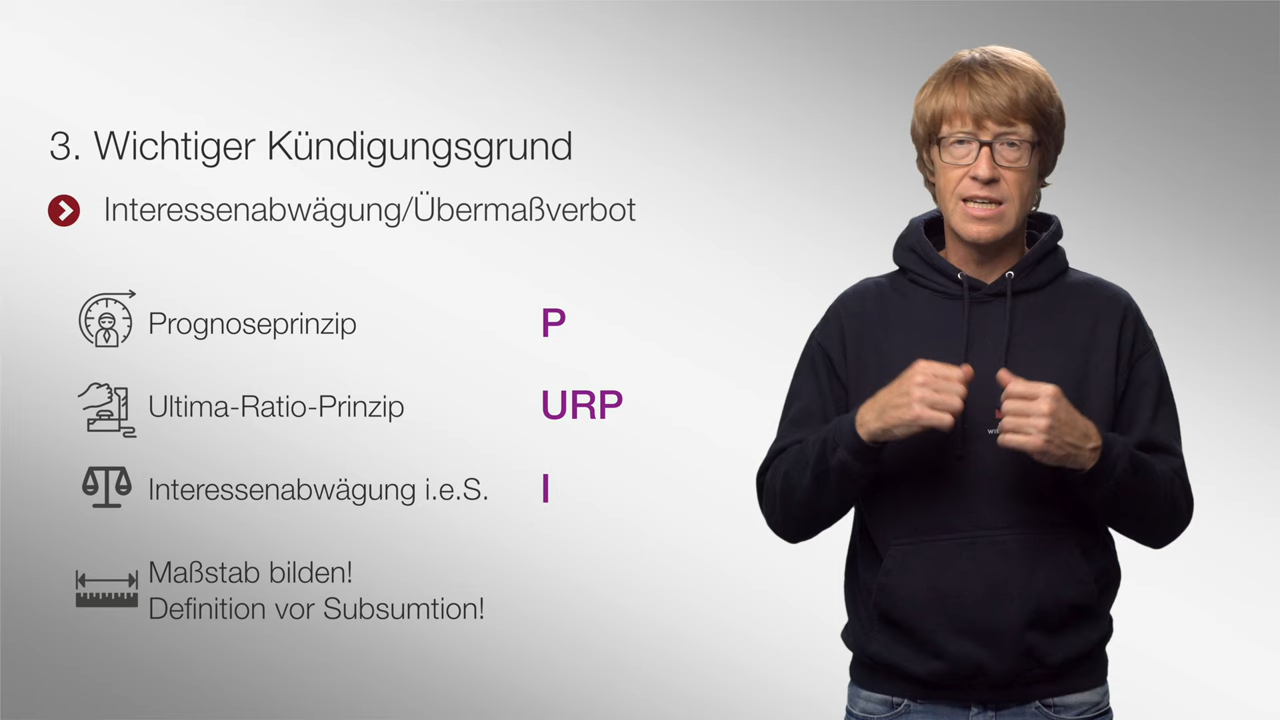 3. Wichtiger Kündigungsgrund
Interessenabwägung/Übermaßverbot
Prognoseprinzip P
Ultima-Ratio-Prinzip URP
Interessenabwägung i.e.S. I
Maßstab bilden!
Definition vor Subsumtion!